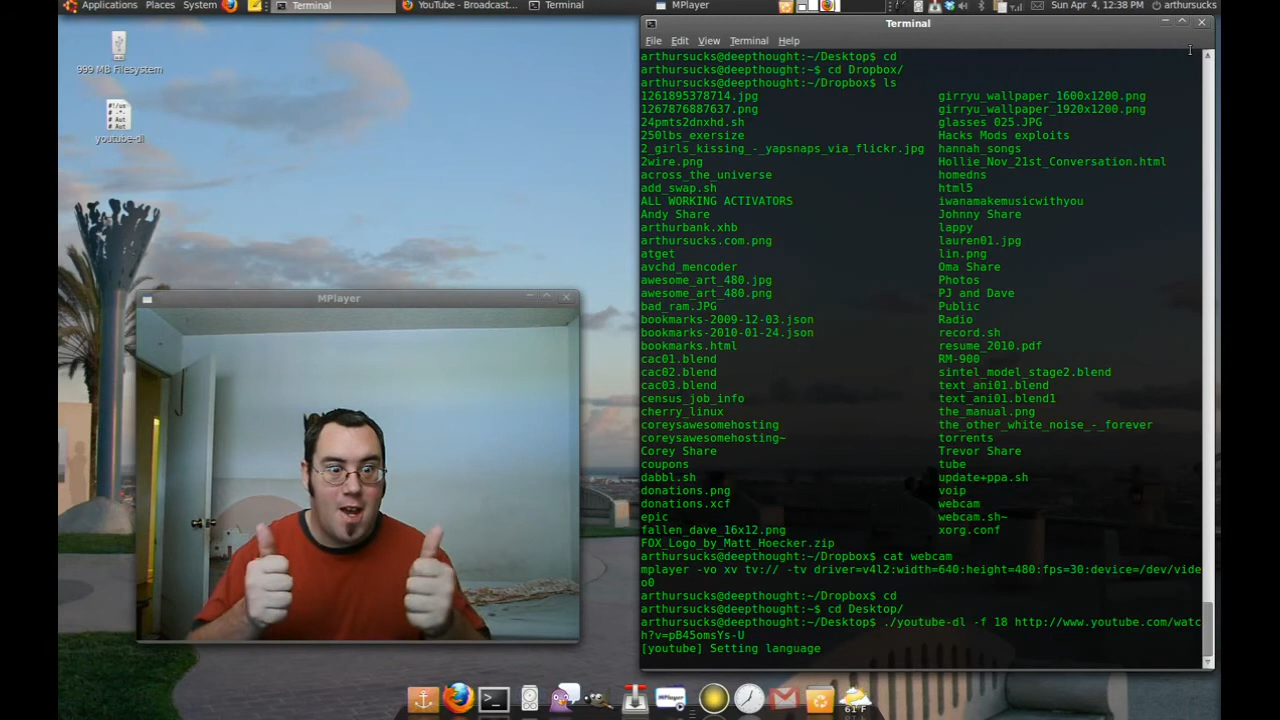 Applications Places System Terminal YouTube - Broadcast... Terminal MPlayer Sun Apr 4, 12:38 PM arthursucks
999 MB Filesystem
#!/us
# -*-
# Aut
# Aut
youtube-dl
MPlayer
Terminal
File Edit View Terminal Help
arthursucks@deepthought:~/Desktop$ cd
arthursucks@deepthought:~$ cd Dropbox/
arthursucks@deepthought:~/Dropbox$ ls
1261895378714.jpg girryu_wallpaper_1600x1200.png
1267876887637.png girryu_wallpaper_1920x1200.png
24pmts2dnxhd.sh glasses 025.JPG
250lbs_exersize Hacks Mods exploits
2_girls_kissing_-_yapsnaps_via_flickr.jpg hannah_songs
2wire.png Hollie_Nov_21st_Conversation.html
across_the_universe homedns
add_swap.sh html5
ALL WORKING ACTIVATORS iwanamakemusicwithyou
Andy Share Johnny Share
arthurbank.xhb lappy
arthursucks.com.png lauren01.jpg
atget lin.png
avchd_mencoder Oma Share
awesome_art_480.jpg Photos
awesome_art_480.png PJ and Dave
bad_ram.JPG Public
bookmarks-2009-12-03.json Radio
bookmarks-2010-01-24.json record.sh
bookmarks.html resume_2010.pdf
cac01.blend RM-900
cac02.blend sintel_model_stage2.blend
cac03.blend text_ani01.blend
census_job_info text_ani01.blend1
cherry_linux the_manual.png
coreysawesomehosting the_other_white_noise_-_forever
coreysawesomehosting~ torrents
Corey Share Trevor Share
coupons tube
dabbl.sh update+ppa.sh
donations.png voip
donations.xcf webcam
epic webcam.sh~
fallen_dave_16x12.png xorg.conf
FOX Logo_by_Matt_Hoecker.zip
arthursucks@deepthought:~/Dropbox$ cat webcam
mplayer -vo xv tv:// -tv driver=v4l2:width=640:height=480:fps=30:device=/dev/vide
o0
arthursucks@deepthought:~/Dropbox$ cd
arthursucks@deepthought:~$ cd Desktop/
arthursucks@deepthought:~/Desktop$ ./youtube-dl -f 18 http://www.youtube.com/watc
h?v=pB45omsYs-U
[youtube] Setting language
MPlayer
61°F